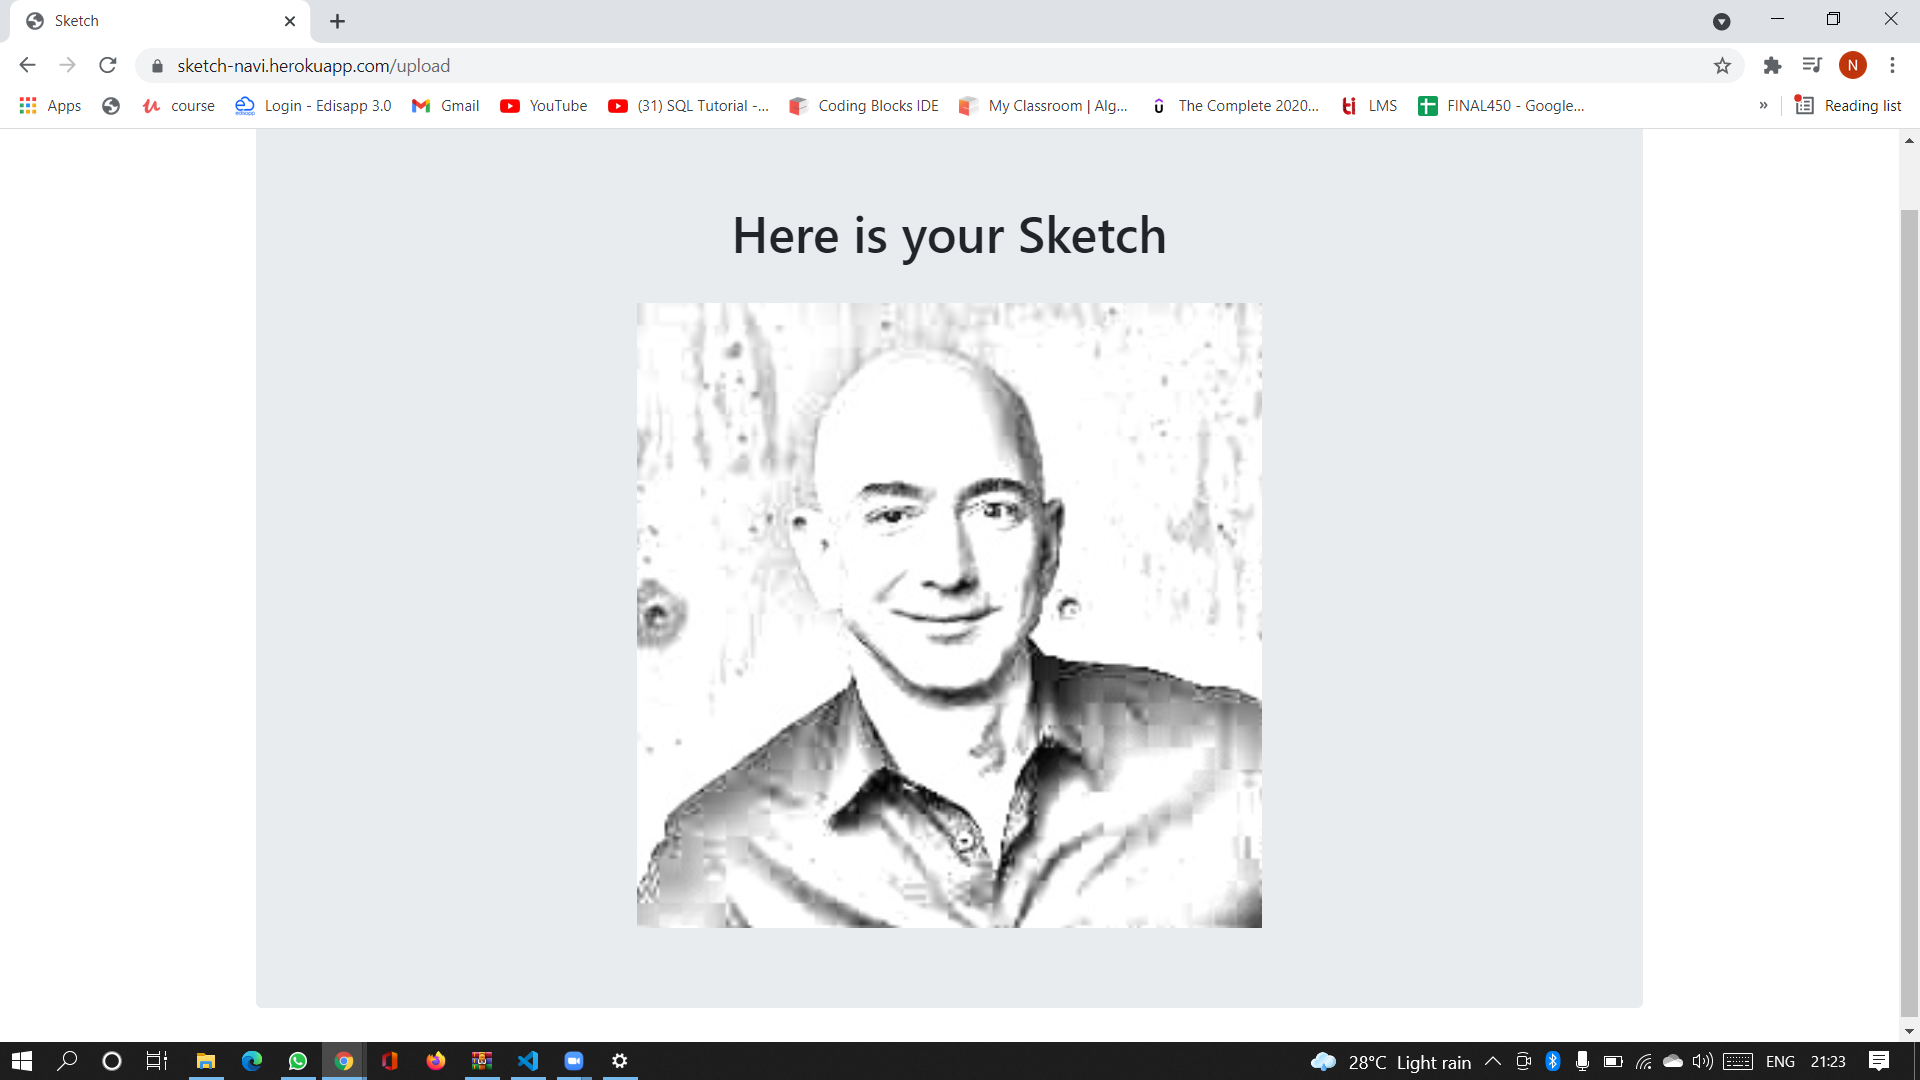 Sketch
sketch-navi.herokuapp.com/upload
N
Apps
course
Login - Edisapp 3.0
Gmail
YouTube
(31) SQL Tutorial -...
Coding Blocks IDE
My Classroom | Alg...
The Complete 2020...
LMS
FINAL450 - Google...
»
Reading list
Here is your Sketch
28°C Light rain
ENG
21:23